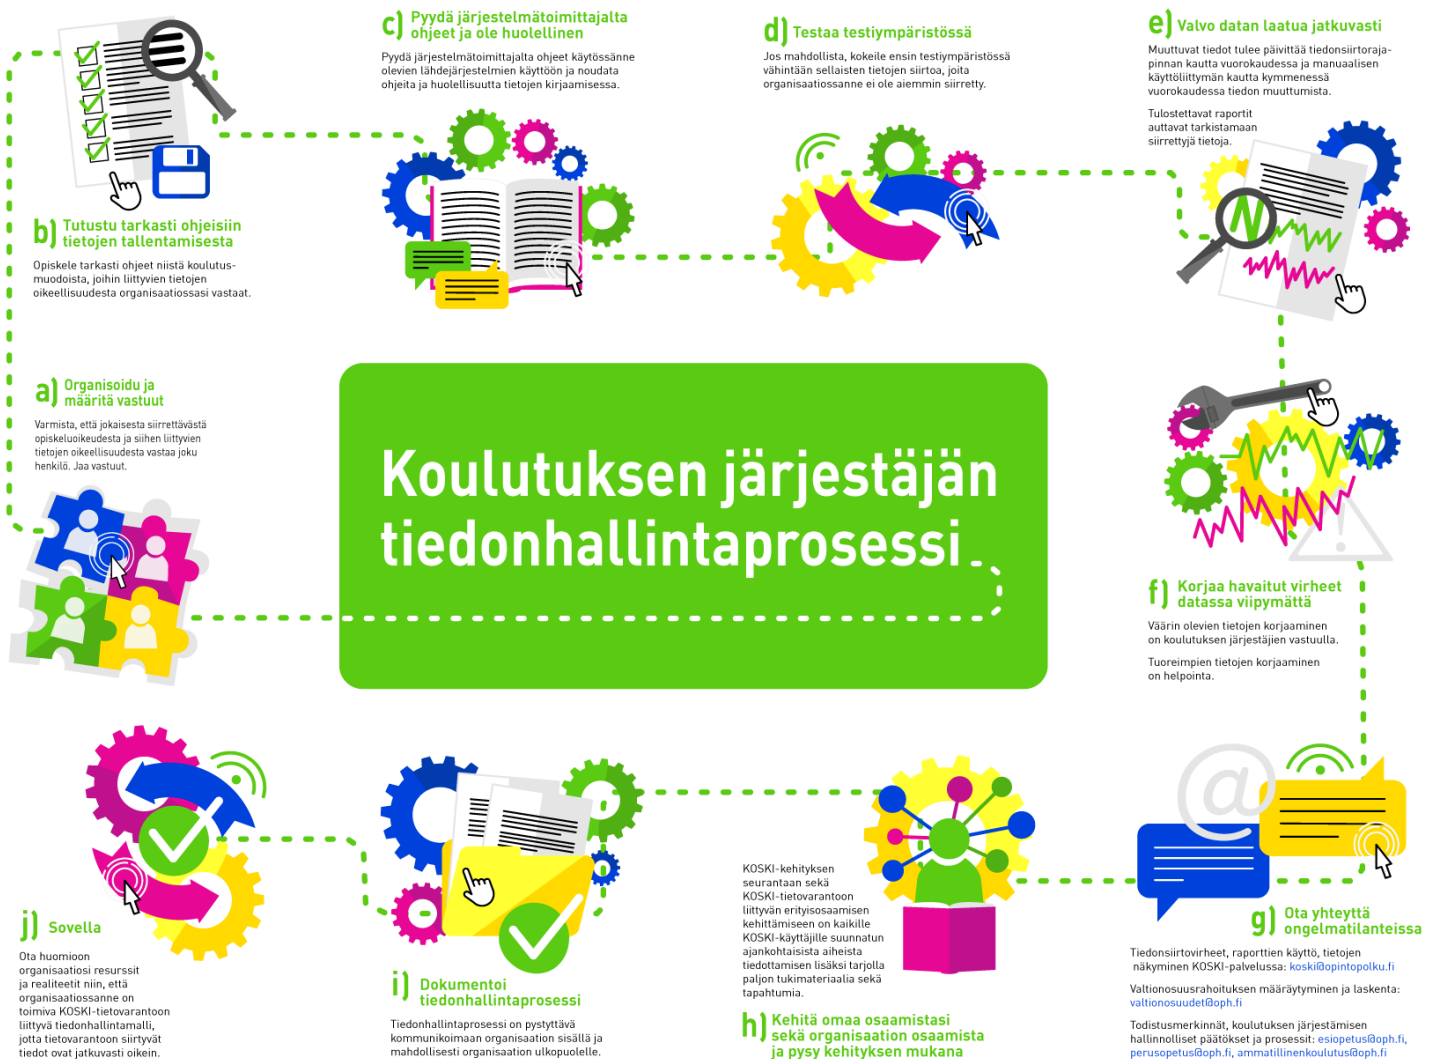 Koulutuksen järjestäjän
tiedonhallintaprosessi
a) Organisoidu ja
määritä vastuut
Varmista, että jokaisesta siirrettävästä
opiskeluoikeudesta ja siihen liittyvien
tietojen oikeellisuudesta vastaa joku
henkilö. Jaa vastuut.
b) Tutustu tarkasti ohjeisiin
tietojen tallentamisesta
Opiskele tarkasti ohjeet niistä koulutus-
muodoista, joihin liittyvien tietojen
oikeellisuudesta organisaatiossasi vastaat.
c) Pyydä järjestelmätoimittajalta
ohjeet ja ole huolellinen
Pyydä järjestelmätoimittajalta ohjeet käytössänne
olevien lähdejärjestelmien käyttöön ja noudata
ohjeita ja huolellisuutta tietojen kirjaamisessa.
d) Testaa testiympäristössä
Jos mahdollista, kokeile ensin testiympäristössä
vähintään sellaisten tietojen siirtoa, joita
organisaatiossanne ei ole aiemmin siirretty.
e) Valvo datan laatua jatkuvasti
Muuttuvat tiedot tulee päivittää tiedonsiirtoraja-
pinnan kautta vuorokaudessa ja manuaalisen
käyttöliittymän kautta kymmenessä
vuorokaudessa tiedon muuttumista.
Tulostettavat raportit
auttavat tarkistamaan
siirrettyjä tietoja.
f) Korjaa havaitut virheet
datassa viipymättä
Väärin olevien tietojen korjaaminen
on koulutuksen järjestäjien vastuulla.
Tuoreimpien tietojen korjaaminen
on helpointa.
@
g) Ota yhteyttä
ongelmatilanteissa
Tiedonsiirtovirheet, raporttien käyttö, tietojen
näkyminen KOSKI-palvelussa: koski@opintopolku.fi
Valtionosuusrahoituksen määräytyminen ja laskenta:
valtionosuudet@oph.fi
Todistusmerkinnät, koulutuksen järjestämisen
hallinnolliset päätökset ja prosessit: esiopetus@oph.fi,
perusopetus@oph.fi, ammatillinenkoulutus@oph.fi
KOSKI-kehityksen
seurantaan sekä
KOSKI-tietovarantoon
liittyvän erityisosaamisen
kehittämiseen on kaikille
KOSKI-käyttäjille suunnatun
ajankohtaisista aiheista
tiedottamisen lisäksi tarjolla
paljon tukimateriaalia sekä
tapahtumia.
h) Kehitä omaa osaamistasi
sekä organisaation osaamista
ja pysy kehityksen mukana
i) Dokumentoi
tiedonhallintaprosessi
Tiedonhallintaprosessi on pystyttävä
kommunikoimaan organisaation sisällä ja
mahdollisesti organisaation ulkopuolelle.
j) Sovella
Ota huomioon
organisaatiosi resurssit
ja realiteetit niin, että
organisaatiossanne on
toimiva KOSKI-tietovarantoon
liittyvä tiedonhallintamalli,
jotta tietovarantoon siirtyvät
tiedot ovat jatkuvasti oikein.